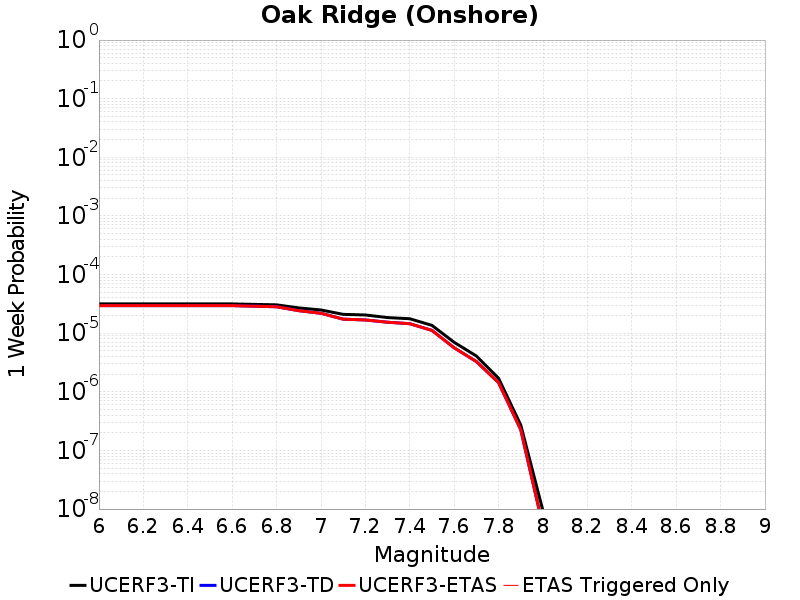 Oak Ridge (Onshore)
1 Week Probability
10^0
10^-1
10^-2
10^-3
10^-4
10^-5
10^-6
10^-7
10^-8
6 6.2 6.4 6.6 6.8 7 7.2 7.4 7.6 7.8 8 8.2 8.4 8.6 8.8 9
Magnitude
UCERF3-TI UCERF3-TD UCERF3-ETAS ETAS Triggered Only